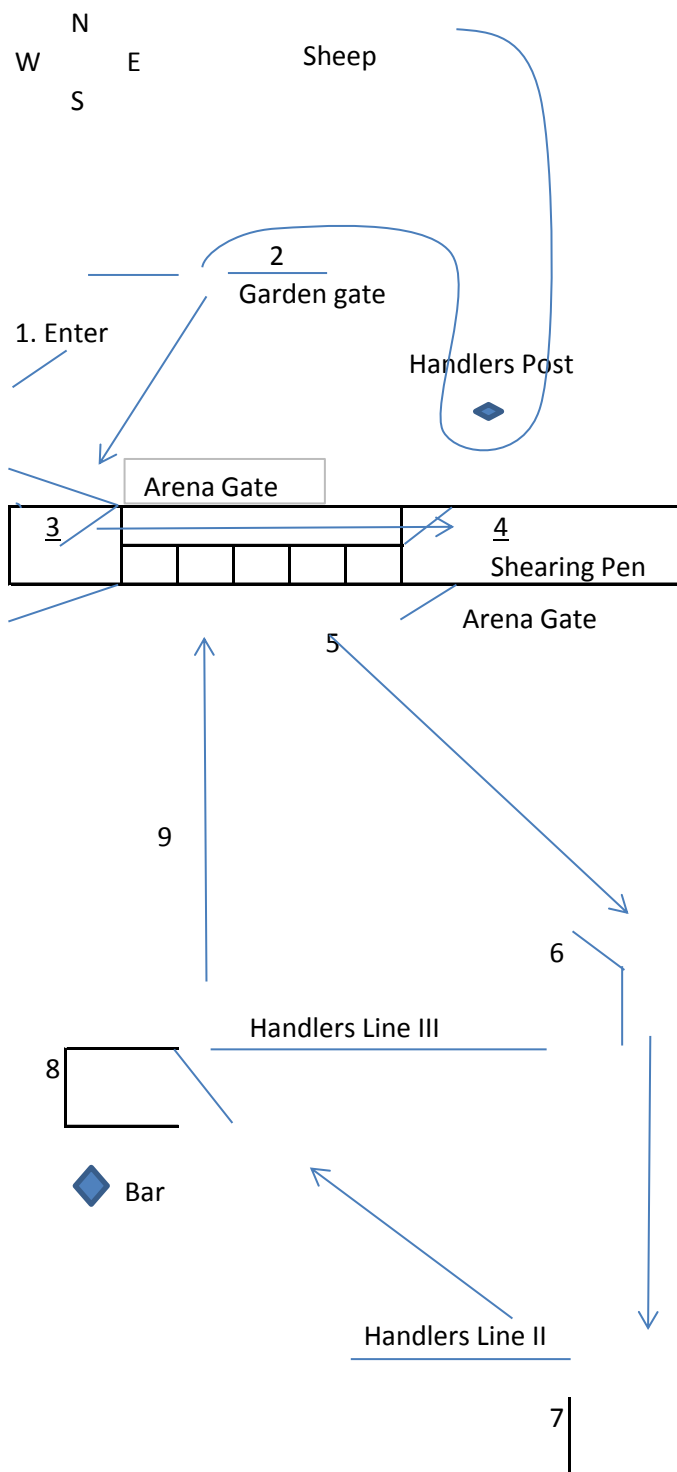 N
W E
Sheep
S
2
Garden gate
1. Enter
Handlers Post
Arena Gate
3
4
Shearing Pen
Arena Gate
5
9
6
Handlers Line III
8
Bar
Handlers Line II
7